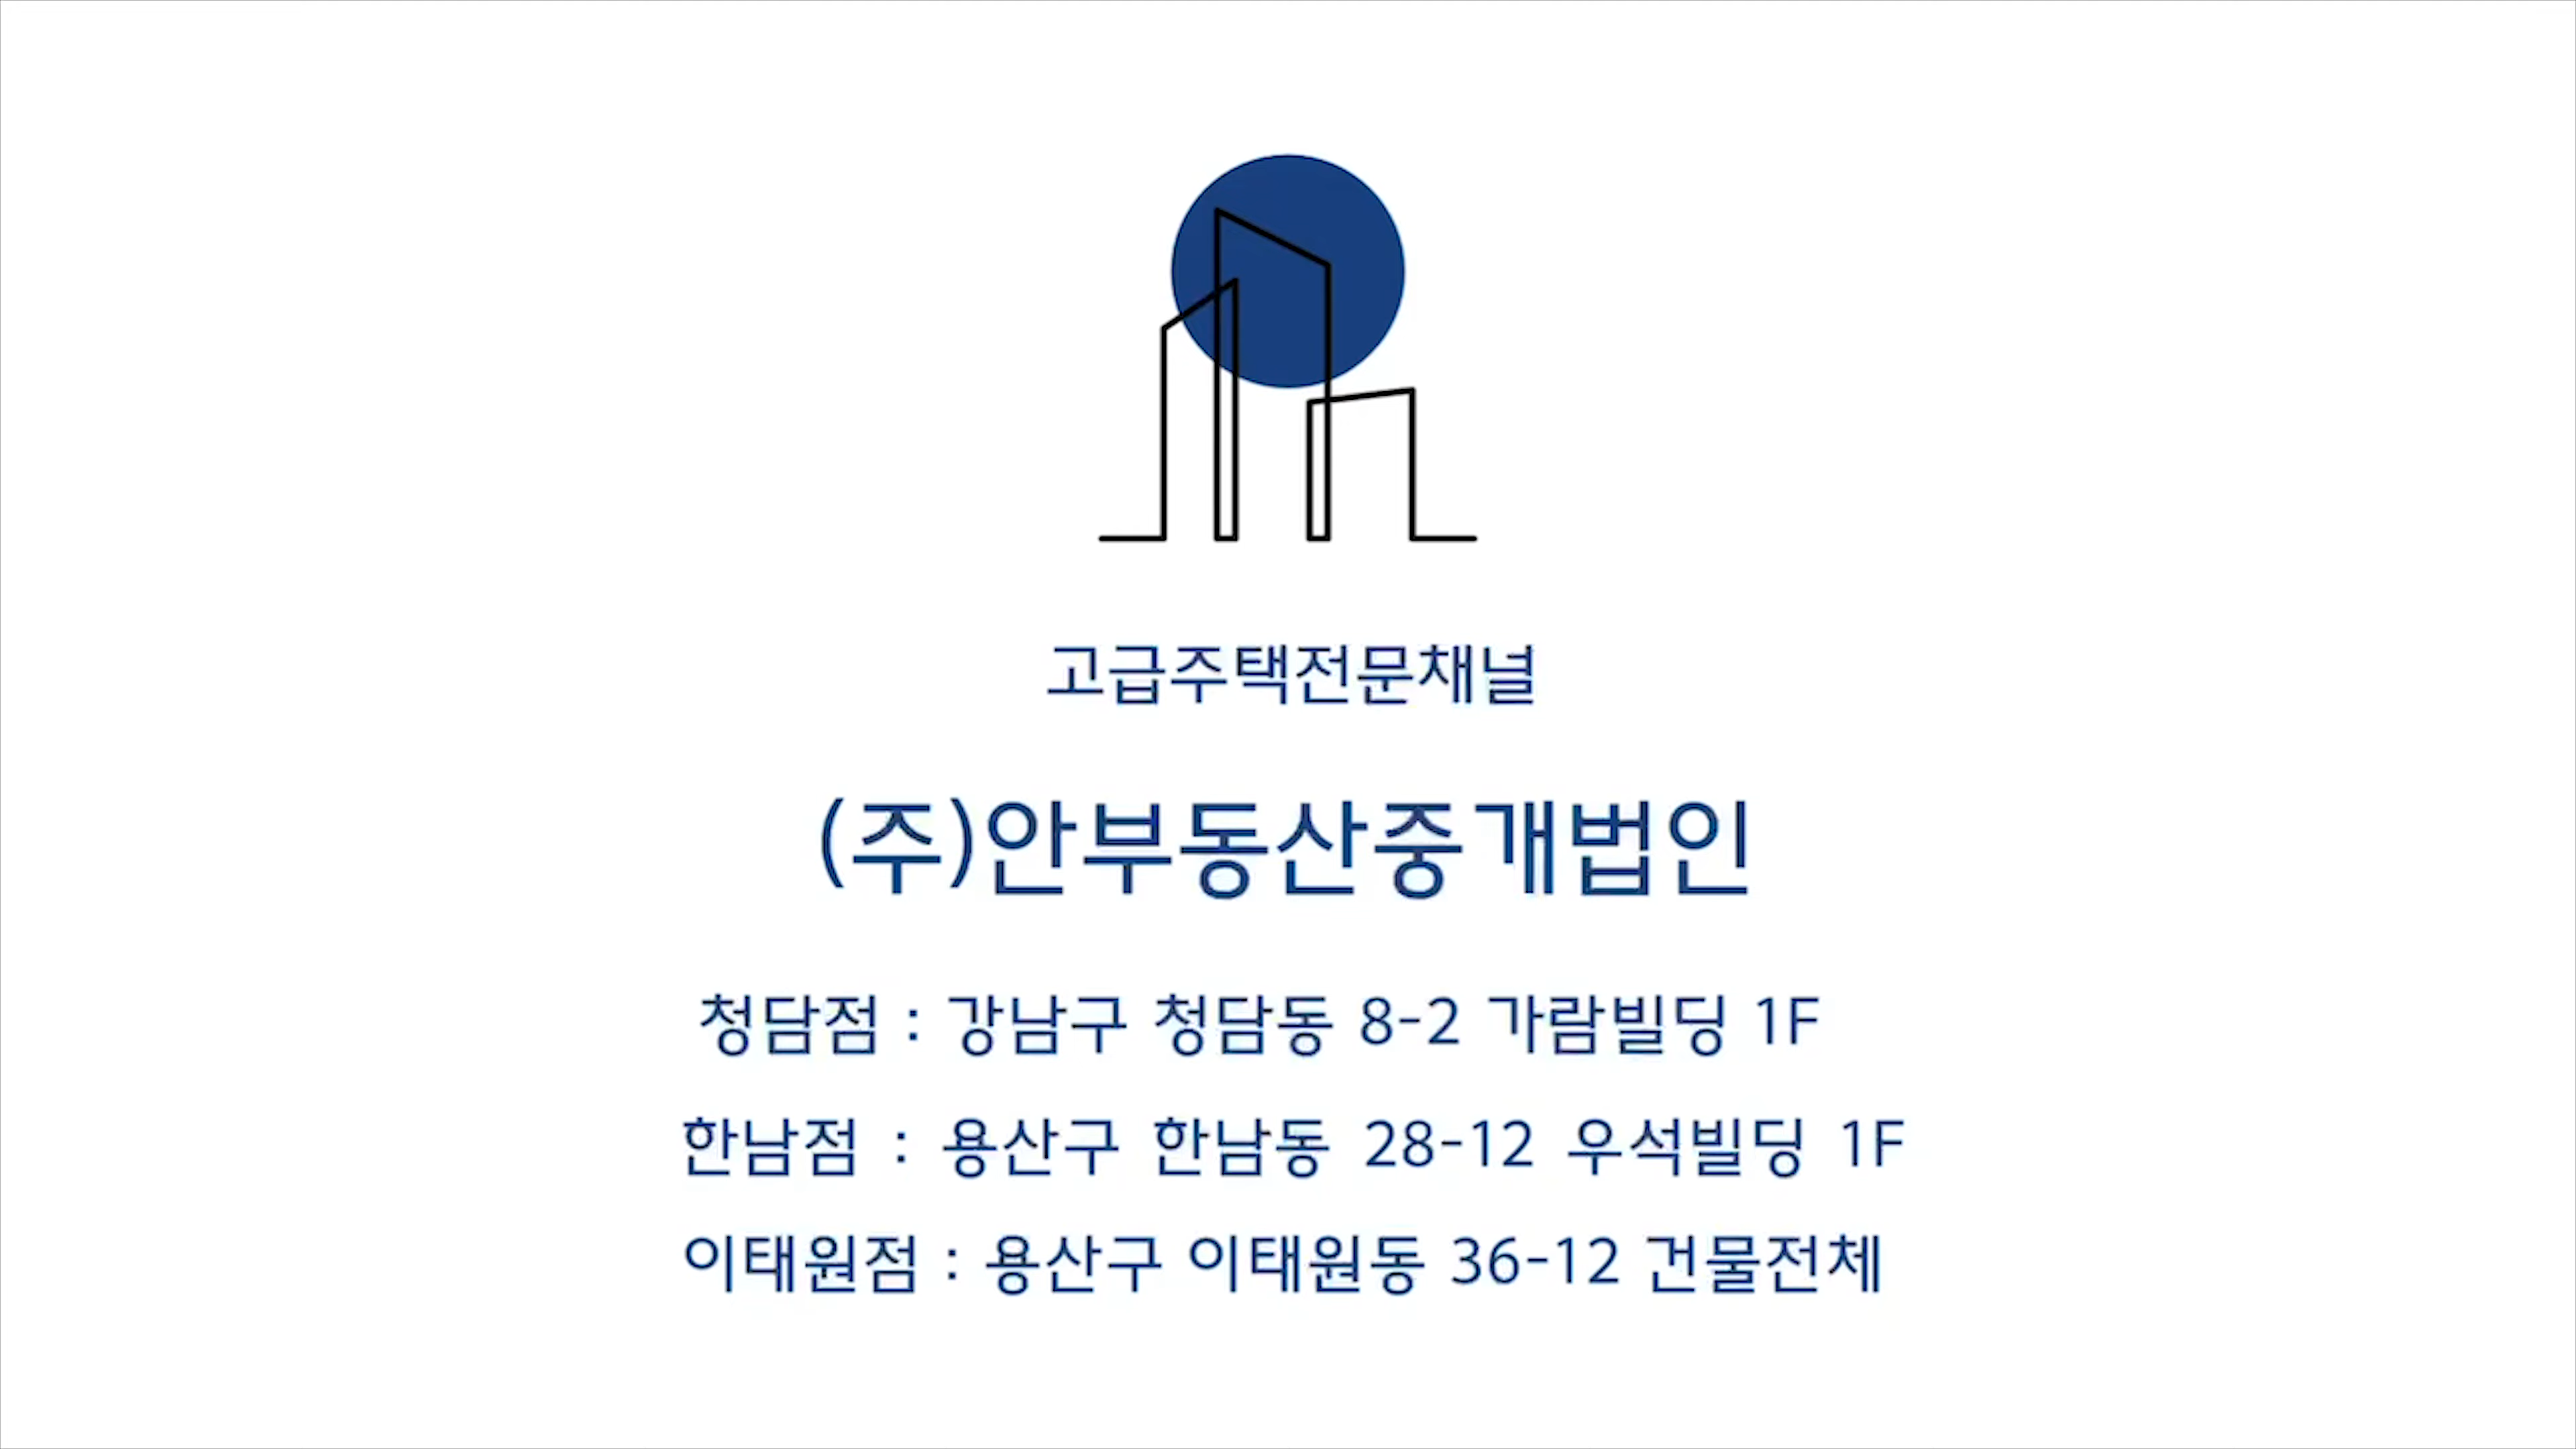 고급주택전문채널
(주)안부동산중개법인
청담점 : 강남구 청담동 8-2 가람빌딩 1F
한남점 : 용산구 한남동 28-12 우석빌딩 1F
이태원점 : 용산구 이태원동 36-12 건물전체